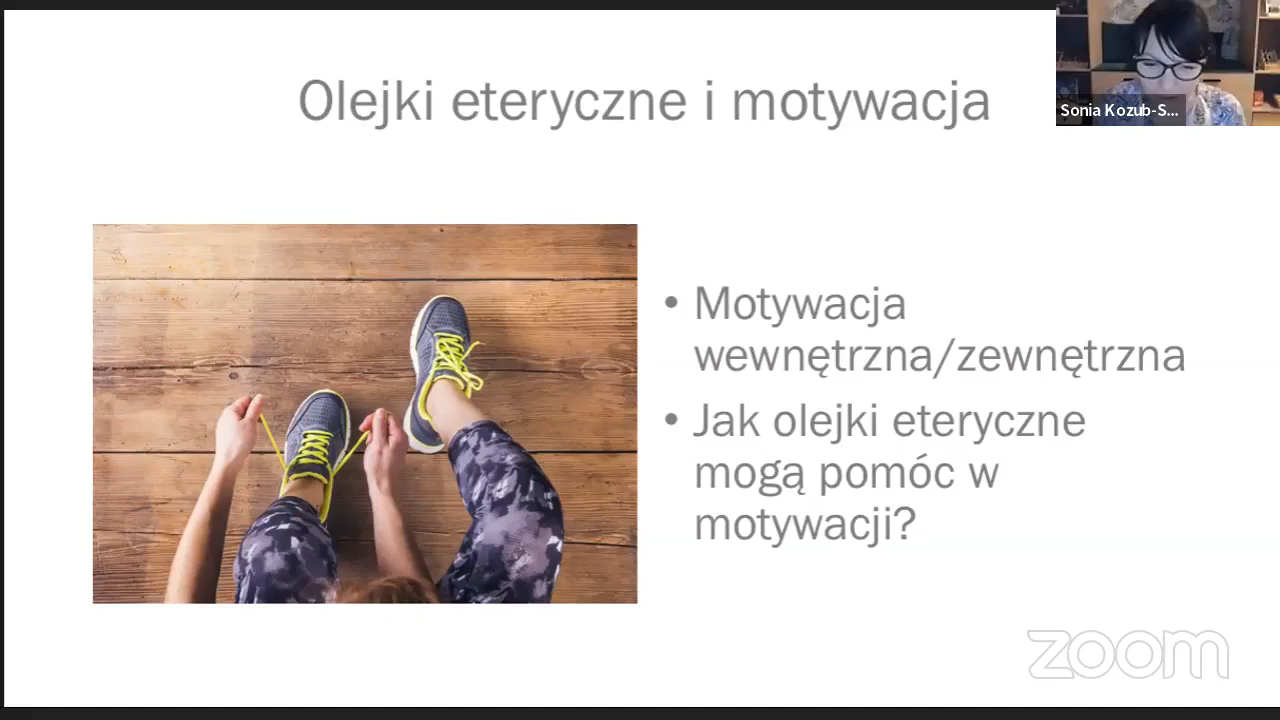 Olejki eteryczne i motywacja
Sonia Kozub-S...
• Motywacja
wewnętrzna/zewnętrzna
• Jak olejki eteryczne
mogą pomóc w
motywacji?
zoom